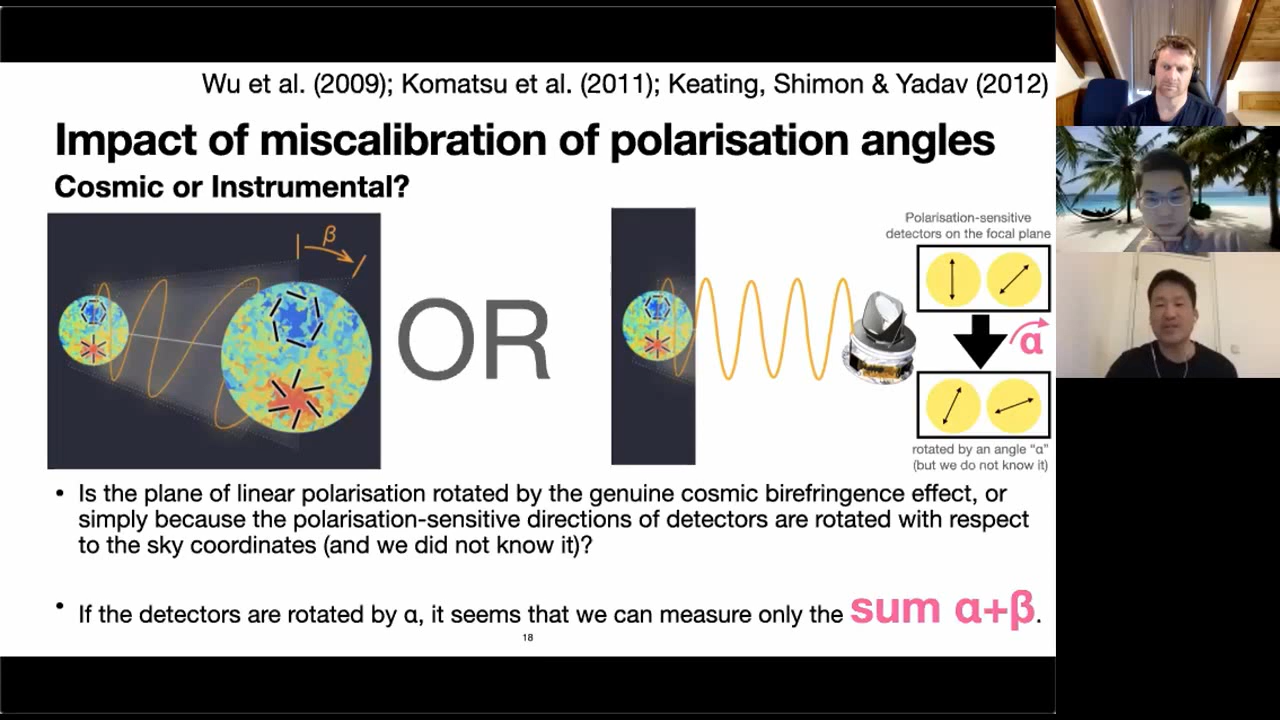 Wu et al. (2009); Komatsu et al. (2011); Keating, Shimon & Yadav (2012)
Impact of miscalibration of polarisation angles
Cosmic or Instrumental?
β
OR
Polarisation-sensitive
detectors on the focal plane
α
rotated by an angle “α”
(but we do not know it)
• Is the plane of linear polarisation rotated by the genuine cosmic birefringence effect, or
simply because the polarisation-sensitive directions of detectors are rotated with respect
to the sky coordinates (and we did not know it)?
• If the detectors are rotated by α, it seems that we can measure only the sum α+β.
18